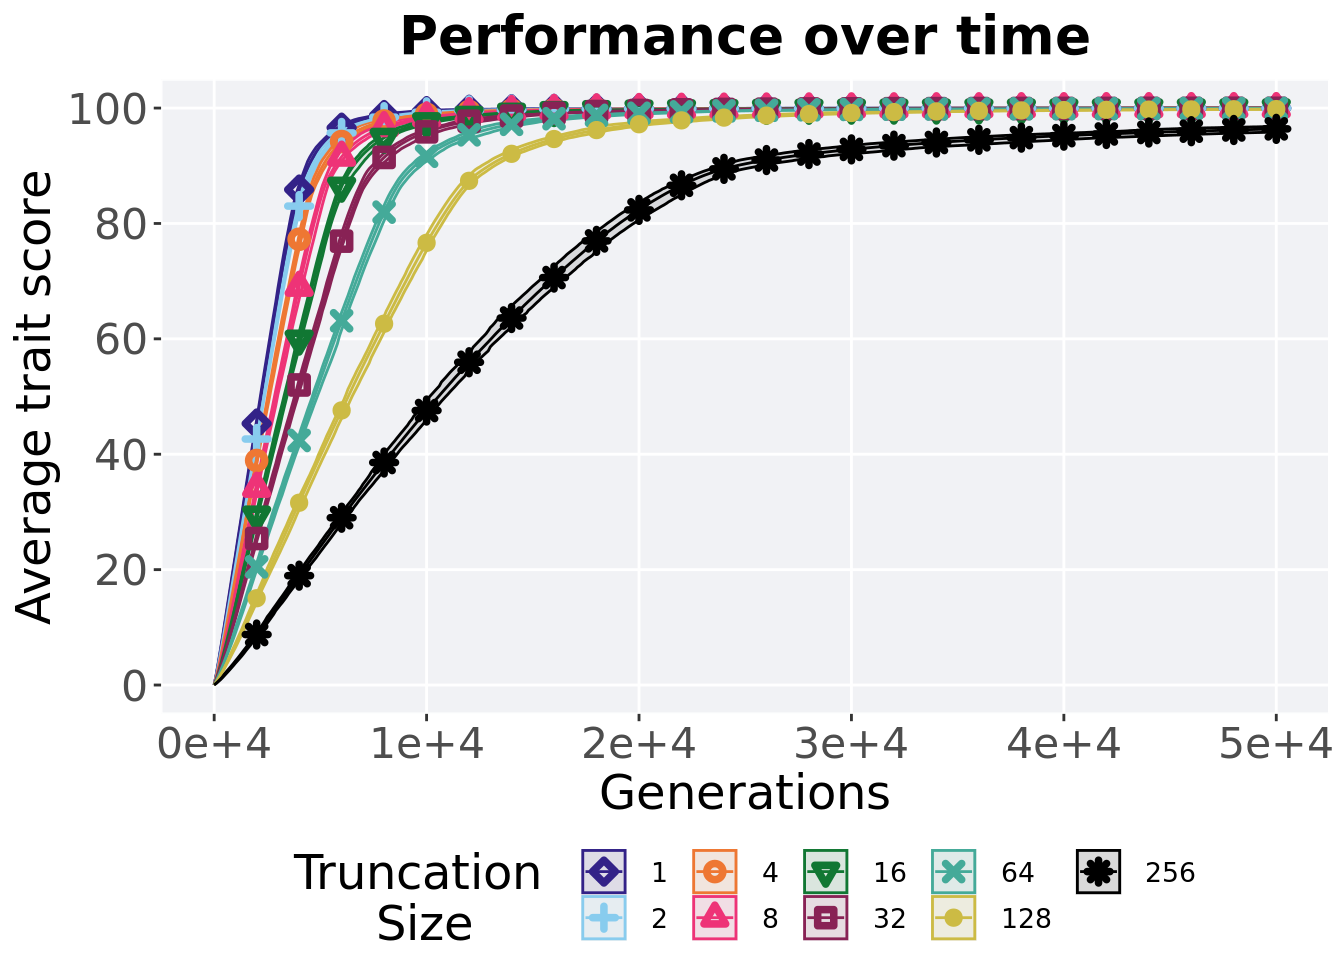 Performance over time
Average trait score
100
80
60
40
20
0
0e+4 1e+4 2e+4 3e+4 4e+4 5e+4
Generations
Truncation
Size
1 4 16 64 256
2 8 32 128